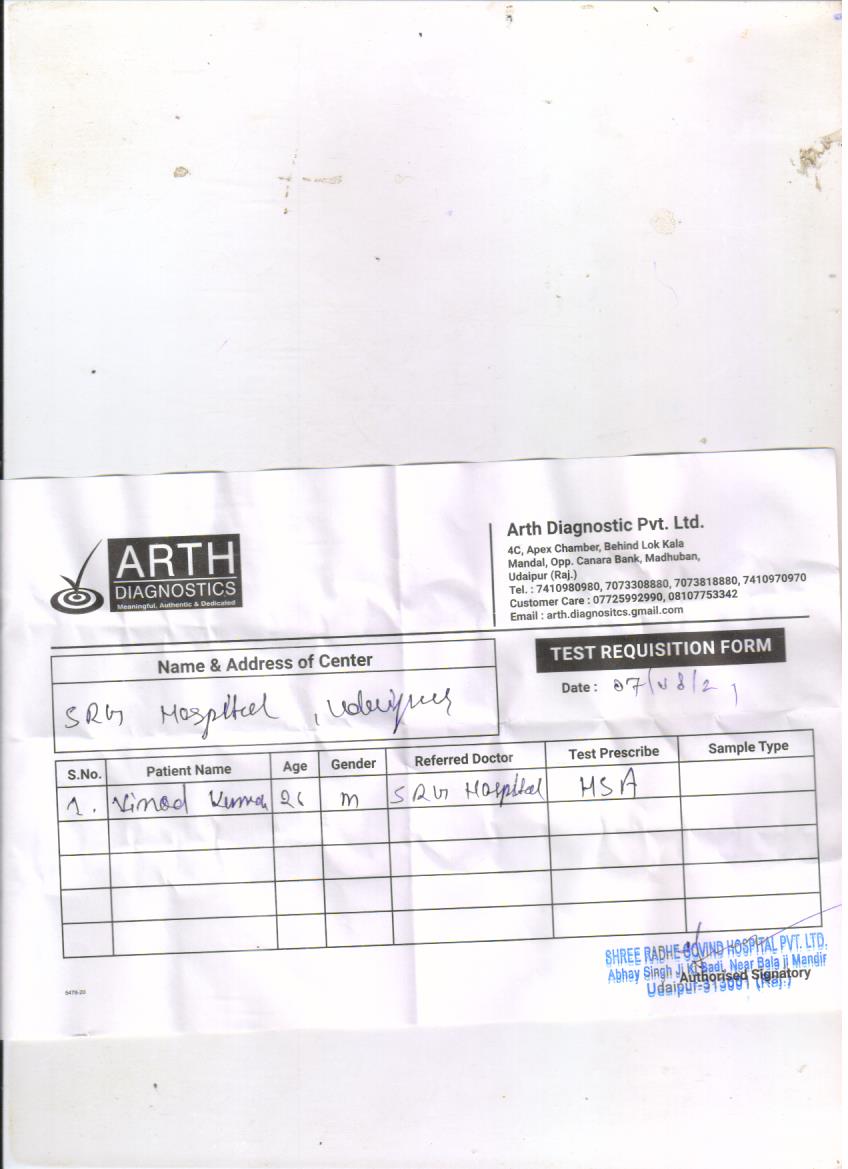 ARTH
DIAGNOSTICS
Meaningful, Authentic & Dedicated
Arth Diagnostic Pvt. Ltd.
4C, Apex Chamber, Behind Lok Kala
Mandal, Opp. Canara Bank, Madhuban,
Udaipur (Raj.)
Tel. : 7410980980, 7073308880, 7073818880, 7410970970
Customer Care : 07725992990, 08107753342
Email : arth.diagnositcs.gmail.com
TEST REQUISITION FORM
Date : 07/08/21
Name & Address of Center
SRG Hospital , Udaipur
S.No. Patient Name Age Gender Referred Doctor Test Prescribe Sample Type
1. Vinod Kumar 26 M SRG Hospital HSA
SHREE RADHE GOVIND HOSPITAL PVT. LTD.
Abhay Singh Ji Ki Badi, Near Bala ji Mandir
Authorised Signatory
Udaipur-313001 (Raj.)
5476-20